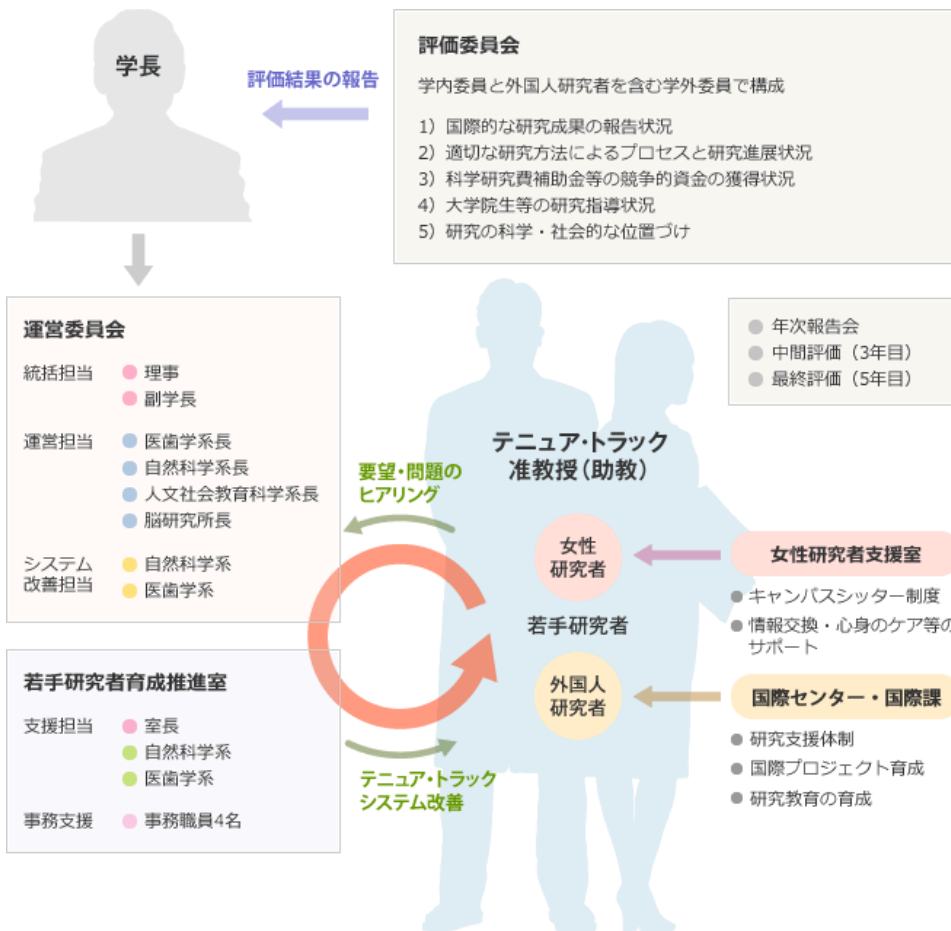 学長
評価結果の報告
評価委員会
学内委員と外国人研究者を含む学外委員で構成
1）国際的な研究成果の報告状況
2）適切な研究方法によるプロセスと研究進展状況
3）科学研究費補助金等の競争的資金の獲得状況
4）大学院生等の研究指導状況
5）研究の科学・社会的な位置づけ
年次報告会
中間評価（3年目）
最終評価（5年目）
運営委員会
統括担当 理事
副学長
運営担当 医歯学系長
自然科学系長
人文社会教育科学系長
脳研究所長
システム
改善担当
自然科学系
医歯学系
要望・問題の
ヒアリング
テニュア・トラック
准教授（助教）
女性
研究者
若手研究者
外国人
研究者
女性研究者支援室
キャンパスシッター制度
情報交換・心身のケア等の
サポート
国際センター・国際課
研究支援体制
国際プロジェクト育成
研究教育の育成
若手研究者育成推進室
支援担当 室長
自然科学系
医歯学系
事務支援 事務職員4名
テニュア・トラック
システム改善